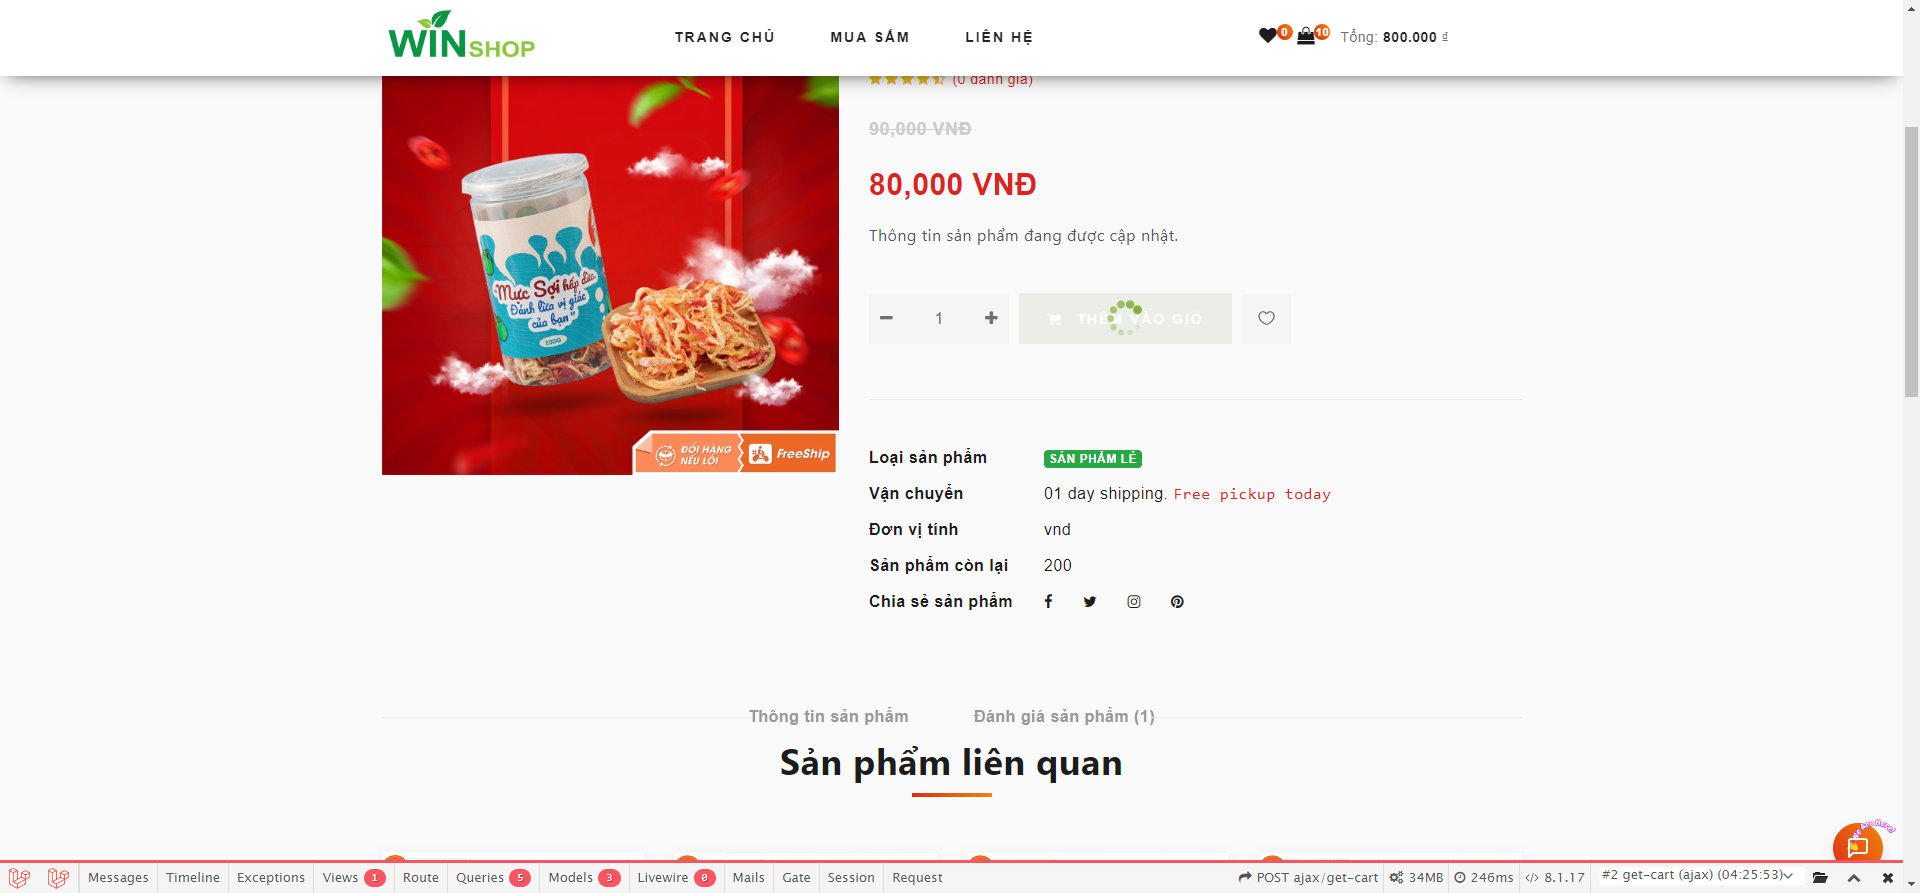 WIN SHOP
TRANG CHỦ
MUA SẮM
LIÊN HỆ
0
10
Tổng: 800.000 đ
(0 đánh giá)
90,000 VNĐ
80,000 VNĐ
Thông tin sản phẩm đang được cập nhật.
1
THÊM VÀO GIỎ
Mực Sợi hấp dừa
"Đánh lừa vị giác
của bạn"
230G
ĐỔI HÀNG
NẾU LỖI
FreeShip
Loại sản phẩm SẢN PHẨM LẺ
Vận chuyển 01 day shipping. Free pickup today
Đơn vị tính vnd
Sản phẩm còn lại 200
Chia sẻ sản phẩm
Thông tin sản phẩm
Đánh giá sản phẩm (1)
Sản phẩm liên quan
We Are Here!
Messages Timeline Exceptions Views 1 Route Queries 5 Models 3 Livewire 0 Mails Gate Session Request POST ajax/get-cart 34MB 246ms 8.1.17 #2 get-cart (ajax) (04:25:53)